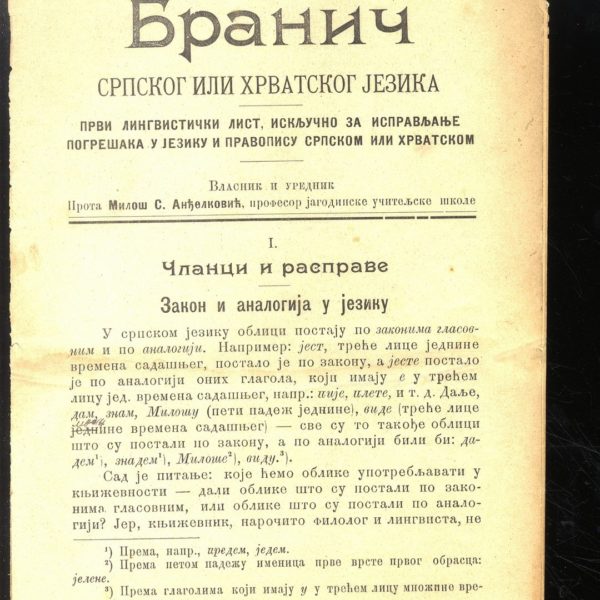 Бранич
СРПСКОГ ИЛИ ХРВАТСКОГ ЈЕЗИКА
ПРВИ ЛИНГВИСТИЧКИ ЛИСТ, ИСКЉУЧНО ЗА ИСПРАВЉАЊЕ
ПОГРЕШАКА У ЈЕЗИКУ И ПРАВОПИСУ СРПСКОМ ИЛИ ХРВАТСКОМ
Власник и уредник
Прота Милош С. Анђелковић, професор јагодинске учитељске школе
I.
Чланци и расправе
Закон и аналогија у језику
У српском језику облици постају по законима гласов-
ним и по аналогији. Например: јест, треће лице једнине
времена садашњег, постало је по закону, а јесте постало
је по аналогији оних глагола, који имају е у трећем
лицу јед. времена садашњег, напр.: пије, плете, и т. д. Даље,
дам, знам, Милошу (пети падеж једнине), виде (треће лице
једнине времена садашњег) — све су то такође облици
што су постали по закону, а по аналогији били би: да-
дем¹), знадем¹), Милоше²), виду.³).
Сад је питање: које ћемо облике употребљавати у
књижевности — дали облике што су постали по зако-
нима гласовним, или облике што су постали по анало-
гији? Јер, књижевник, нарочито филолог и лингвиста, не
¹) Према, напр., предем, једем.
²) Према петом падежу именица прве врсте првог обрасца:
јелене.
³) Према глаголима који имају у у трећем лицу множине вре-